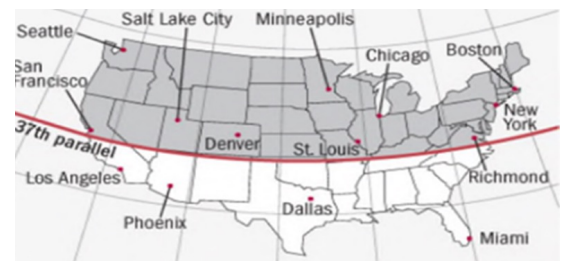 Salt Lake City
Minneapolis
Seattle
Chicago
Boston
San
Francisco
New
York
37th parallel
Denver
St. Louis
Los Angeles
Richmond
Phoenix
Dallas
Miami